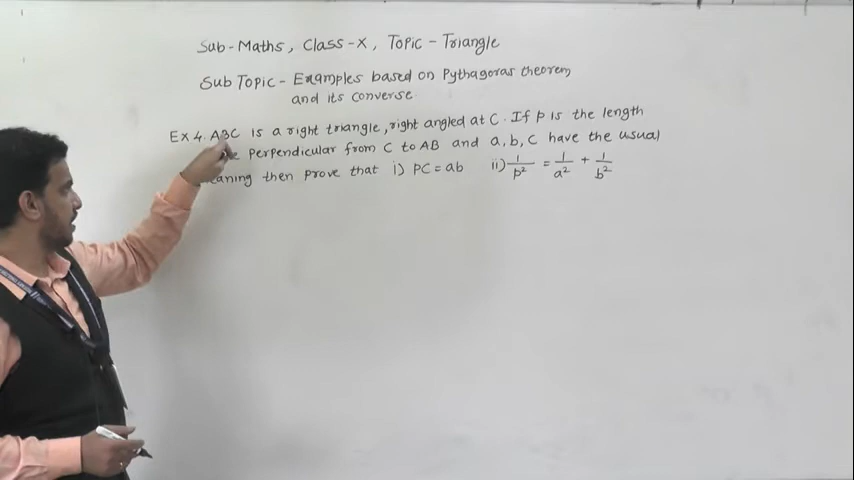 Sub-Maths, Class-X, Topic-Triangle
Sub Topic - Examples based on Pythagoras theorem
and its converse.
Ex 4. ABC is a right triangle, right angled at C. If p is the length
perpendicular from C to AB and a, b, c have the usual
meaning then prove that i) pc = ab ii) 1/p² = 1/a² + 1/b²